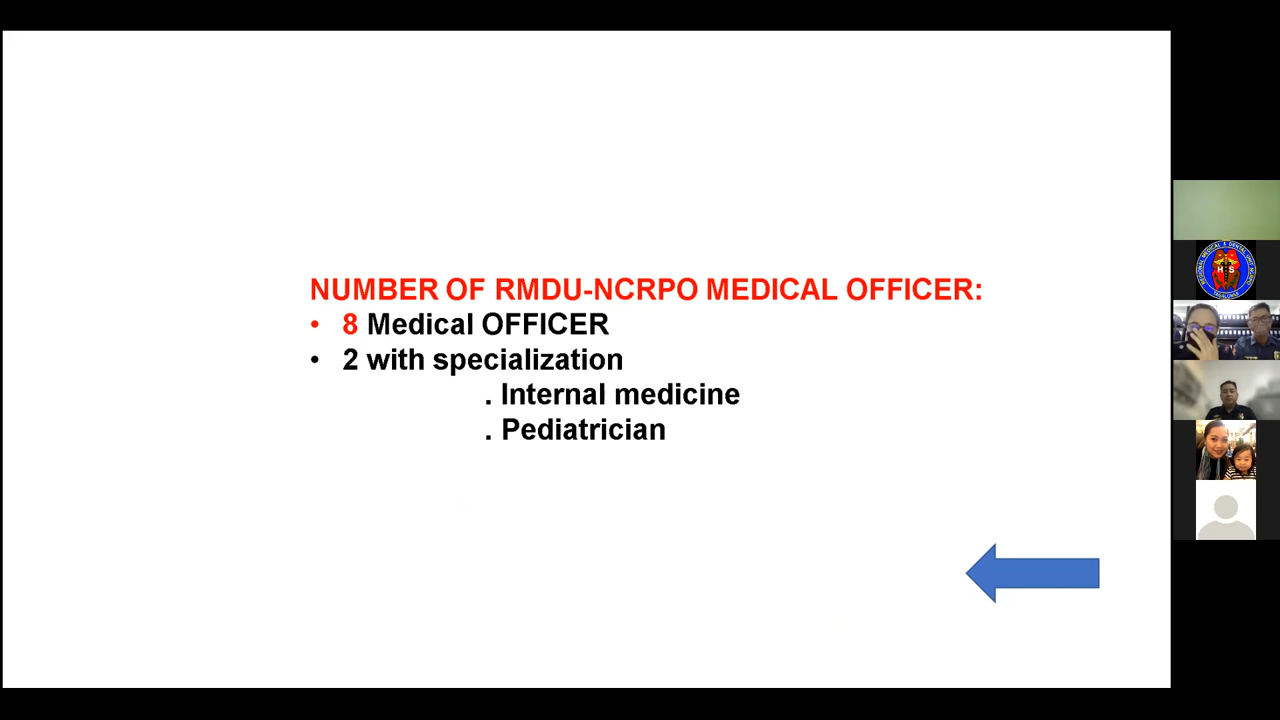 NUMBER OF RMDU-NCRPO MEDICAL OFFICER:
• 8 Medical OFFICER
• 2 with specialization
. Internal medicine
. Pediatrician